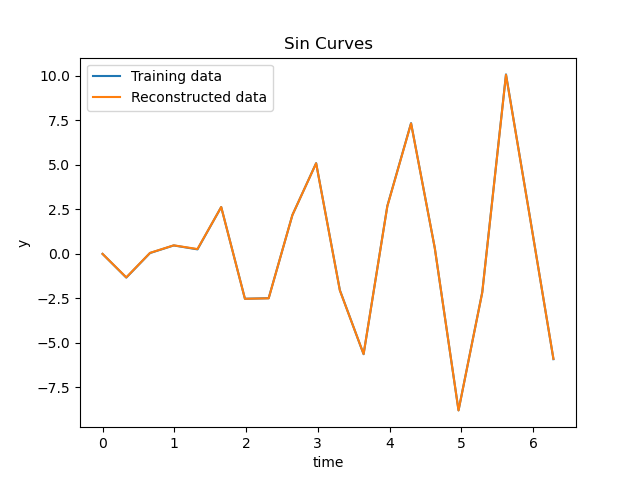 Sin Curves
Training data
Reconstructed data
10.0
7.5
5.0
2.5
0.0
−2.5
−5.0
−7.5
y
0 1 2 3 4 5 6
time